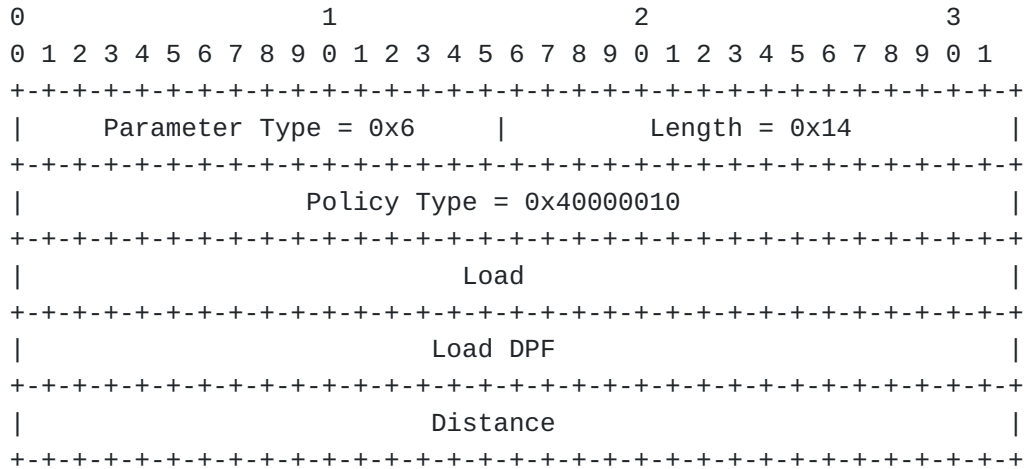 0                   1                   2                   3
0 1 2 3 4 5 6 7 8 9 0 1 2 3 4 5 6 7 8 9 0 1 2 3 4 5 6 7 8 9 0 1
+-+-+-+-+-+-+-+-+-+-+-+-+-+-+-+-+-+-+-+-+-+-+-+-+-+-+-+-+-+-+-+-+
|     Parameter Type = 0x6     |         Length = 0x14          |
+-+-+-+-+-+-+-+-+-+-+-+-+-+-+-+-+-+-+-+-+-+-+-+-+-+-+-+-+-+-+-+-+
|                  Policy Type = 0x40000010                     |
+-+-+-+-+-+-+-+-+-+-+-+-+-+-+-+-+-+-+-+-+-+-+-+-+-+-+-+-+-+-+-+-+
|                            Load                               |
+-+-+-+-+-+-+-+-+-+-+-+-+-+-+-+-+-+-+-+-+-+-+-+-+-+-+-+-+-+-+-+-+
|                          Load DPF                             |
+-+-+-+-+-+-+-+-+-+-+-+-+-+-+-+-+-+-+-+-+-+-+-+-+-+-+-+-+-+-+-+-+
|                          Distance                             |
+-+-+-+-+-+-+-+-+-+-+-+-+-+-+-+-+-+-+-+-+-+-+-+-+-+-+-+-+-+-+-+-+